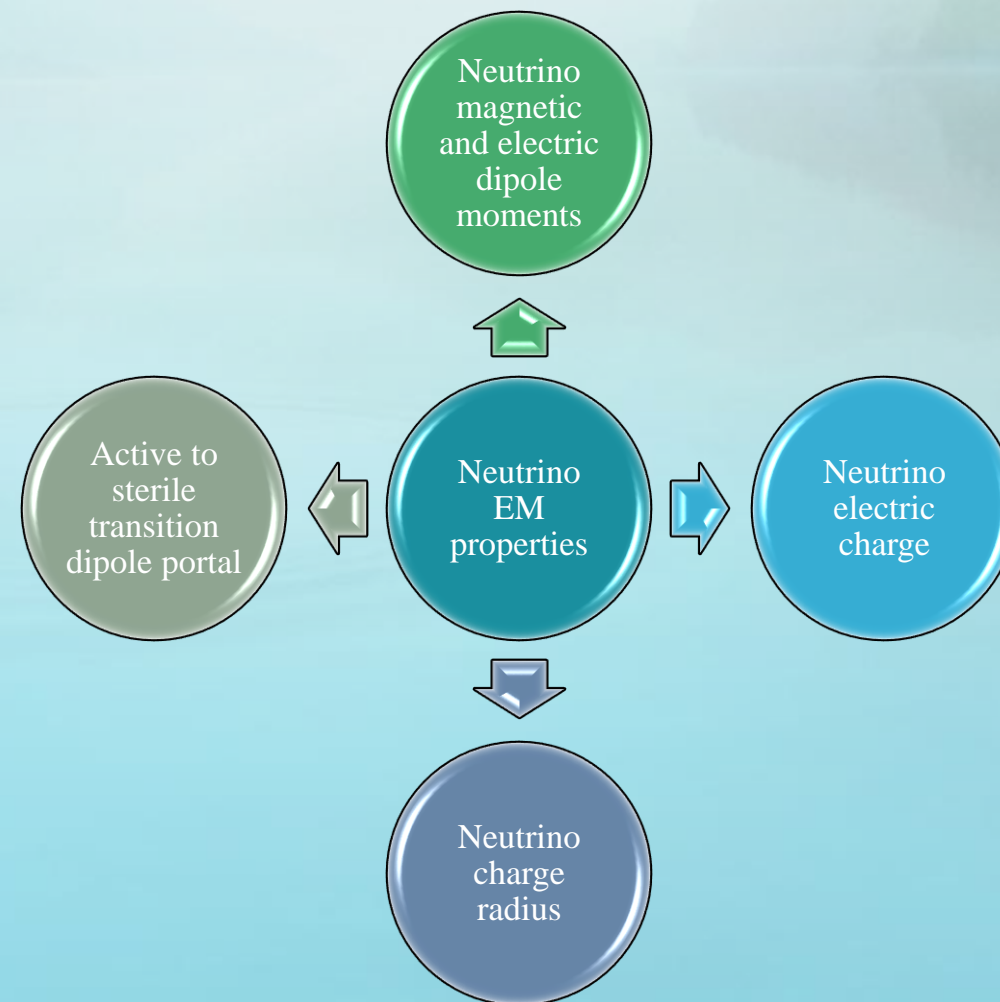 Neutrino
magnetic
and electric
dipole
moments
Active to
sterile
transition
dipole portal
Neutrino
EM
properties
Neutrino
electric
charge
Neutrino
charge
radius